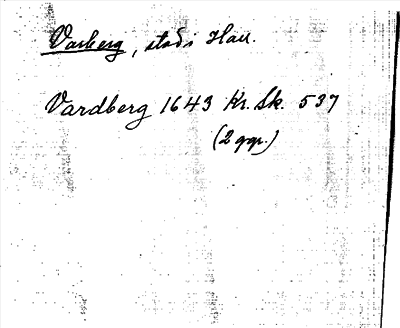 Varberg, stad i Hall.
Vardberg 1643 Kr. Sk. 537
(2 ggr.)